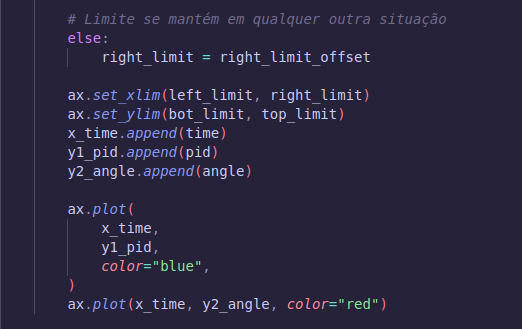 # Limite se mantém em qualquer outra situação
else:
    right_limit = right_limit_offset

ax.set_xlim(left_limit, right_limit)
ax.set_ylim(bot_limit, top_limit)
x_time.append(time)
y1_pid.append(pid)
y2_angle.append(angle)

ax.plot(
    x_time,
    y1_pid,
    color="blue",
)
ax.plot(x_time, y2_angle, color="red")